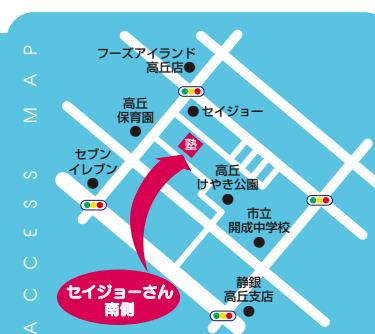 ACCESS MAP
フーズアイランド
高丘店
セイジョー
高丘
保育園
塾
セブン
イレブン
高丘
けやき公園
市立
開成中学校
静銀
高丘支店
セイジョーさん
南側